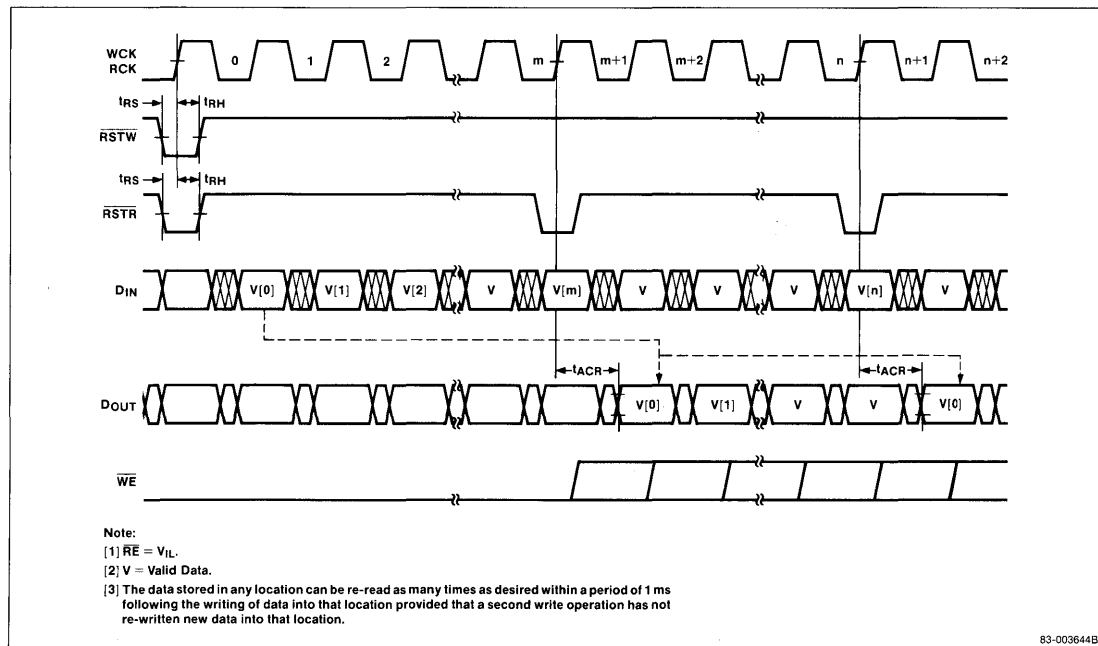 WCK
RCK
0 1 2 m m+1 m+2 n n+1 n+2
tRS tRH
RSTW
tRS tRH
RSTR
DIN V[0] V[1] V[2] V V[m] V V V V[n] V
tACR tACR
DOUT V[0] V[1] V V V[0]
WE
Note:
[1] RE = VIL.
[2] V = Valid Data.
[3] The data stored in any location can be re-read as many times as desired within a period of 1 ms
following the writing of data into that location provided that a second write operation has not
re-written new data into that location.
83-003644B